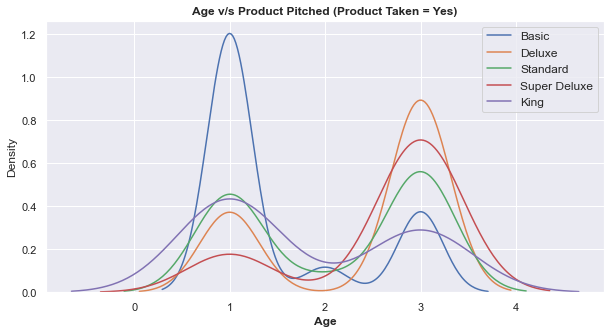 Age v/s Product Pitched (Product Taken = Yes)
Basic
Deluxe
Standard
Super Deluxe
King
Density
1.2
1.0
0.8
0.6
0.4
0.2
0.0
0 1 2 3 4
Age